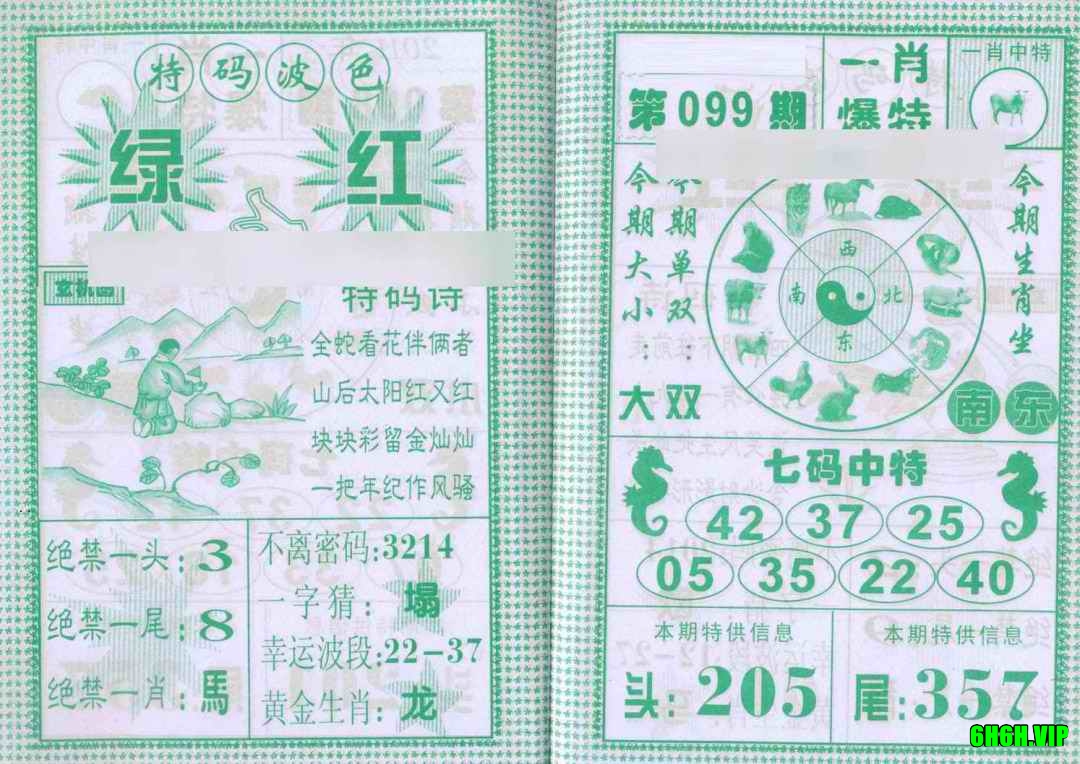 特码波色
绿 红
玄机图
特码诗
全蛇看花伴俩者
山后太阳红又红
块块彩留金灿灿
一把年纪作风骚
绝禁一头:3
绝禁一尾:8
绝禁一肖:馬
不离密码:3214
一字猜:塌
幸运波段:22-37
黄金生肖:龙
第099期
一肖
爆特
一肖中特
今期大小:大
今期单双:双
西
南
北
东
今期生肖坐
南东
七码中特
42 37 25
05 35 22 40
本期特供信息
头:205
本期特供信息
尾:357
6H6H.VIP